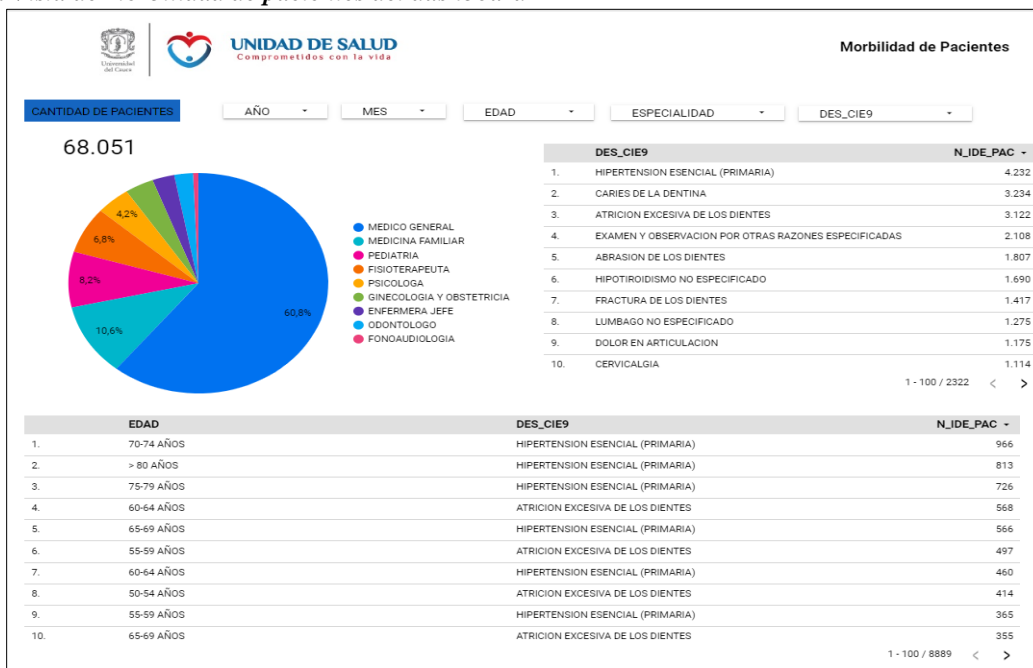 Universidad
del Cauca
UNIDAD DE SALUD
Comprometidos con la vida
Morbilidad de Pacientes
CANTIDAD DE PACIENTES
AÑO
MES
EDAD
ESPECIALIDAD
DES_CIE9
68.051
60,8%
10,6%
8,2%
6,8%
4,2%
MEDICO GENERAL
MEDICINA FAMILIAR
PEDIATRIA
FISIOTERAPEUTA
PSICOLOGA
GINECOLOGIA Y OBSTETRICIA
ENFERMERA JEFE
ODONTOLOGO
FONOAUDIOLOGIA
DES_CIE9 N_IDE_PAC
1. HIPERTENSION ESENCIAL (PRIMARIA) 4.232
2. CARIES DE LA DENTINA 3.234
3. ATRICION EXCESIVA DE LOS DIENTES 3.122
4. EXAMEN Y OBSERVACION POR OTRAS RAZONES ESPECIFICADAS 2.108
5. ABRASION DE LOS DIENTES 1.807
6. HIPOTIROIDISMO NO ESPECIFICADO 1.690
7. FRACTURA DE LOS DIENTES 1.417
8. LUMBAGO NO ESPECIFICADO 1.275
9. DOLOR EN ARTICULACION 1.175
10. CERVICALGIA 1.114
1 - 100 / 2322
EDAD DES_CIE9 N_IDE_PAC
1. 70-74 AÑOS HIPERTENSION ESENCIAL (PRIMARIA) 966
2. > 80 AÑOS HIPERTENSION ESENCIAL (PRIMARIA) 813
3. 75-79 AÑOS HIPERTENSION ESENCIAL (PRIMARIA) 726
4. 60-64 AÑOS ATRICION EXCESIVA DE LOS DIENTES 568
5. 65-69 AÑOS HIPERTENSION ESENCIAL (PRIMARIA) 566
6. 55-59 AÑOS ATRICION EXCESIVA DE LOS DIENTES 497
7. 60-64 AÑOS HIPERTENSION ESENCIAL (PRIMARIA) 460
8. 50-54 AÑOS ATRICION EXCESIVA DE LOS DIENTES 414
9. 55-59 AÑOS HIPERTENSION ESENCIAL (PRIMARIA) 365
10. 65-69 AÑOS ATRICION EXCESIVA DE LOS DIENTES 355
1 - 100 / 8889